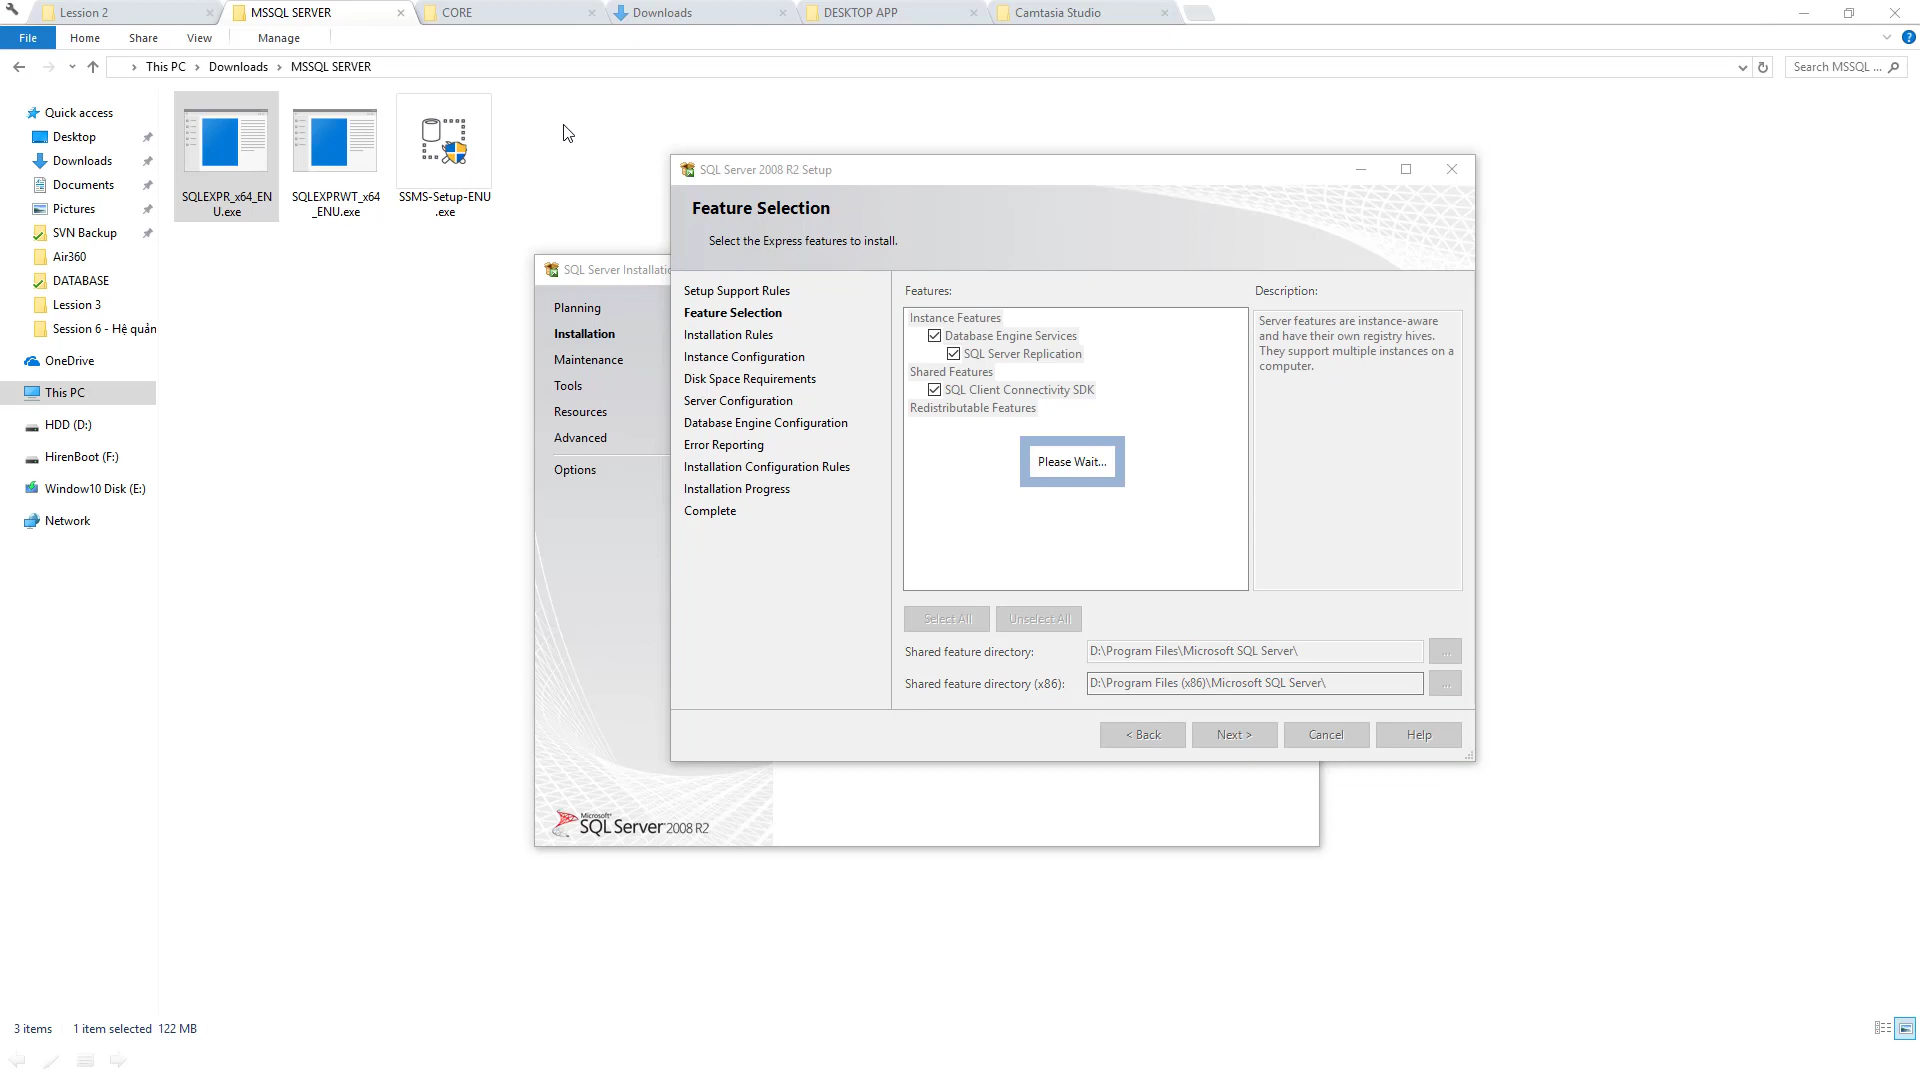 Lession 2
MSSQL SERVER
CORE
Downloads
DESKTOP APP
Camtasia Studio
File
Home
Share
View
Manage
This PC
Downloads
MSSQL SERVER
Search MSSQL ...
Quick access
Desktop
Downloads
Documents
Pictures
SVN Backup
Air360
DATABASE
Lession 3
Session 6 - Hệ quản
OneDrive
This PC
HDD (D:)
HirenBoot (F:)
Window10 Disk (E:)
Network
SQLEXPR_x64_EN
U.exe
SQLEXPRWT_x64
_ENU.exe
SSMS-Setup-ENU
.exe
SQL Server Installatio
Planning
Installation
Maintenance
Tools
Resources
Advanced
Options
Microsoft
SQL Server 2008 R2
SQL Server 2008 R2 Setup
Feature Selection
Select the Express features to install.
Setup Support Rules
Feature Selection
Installation Rules
Instance Configuration
Disk Space Requirements
Server Configuration
Database Engine Configuration
Error Reporting
Installation Configuration Rules
Installation Progress
Complete
Features:
Instance Features
Database Engine Services
SQL Server Replication
Shared Features
SQL Client Connectivity SDK
Redistributable Features
Please Wait...
Description:
Server features are instance-aware
and have their own registry hives.
They support multiple instances on a
computer.
Select All
Unselect All
Shared feature directory:
D:\Program Files\Microsoft SQL Server\
...
Shared feature directory (x86):
D:\Program Files (x86)\Microsoft SQL Server\
...
< Back
Next >
Cancel
Help
3 items
1 item selected 122 MB